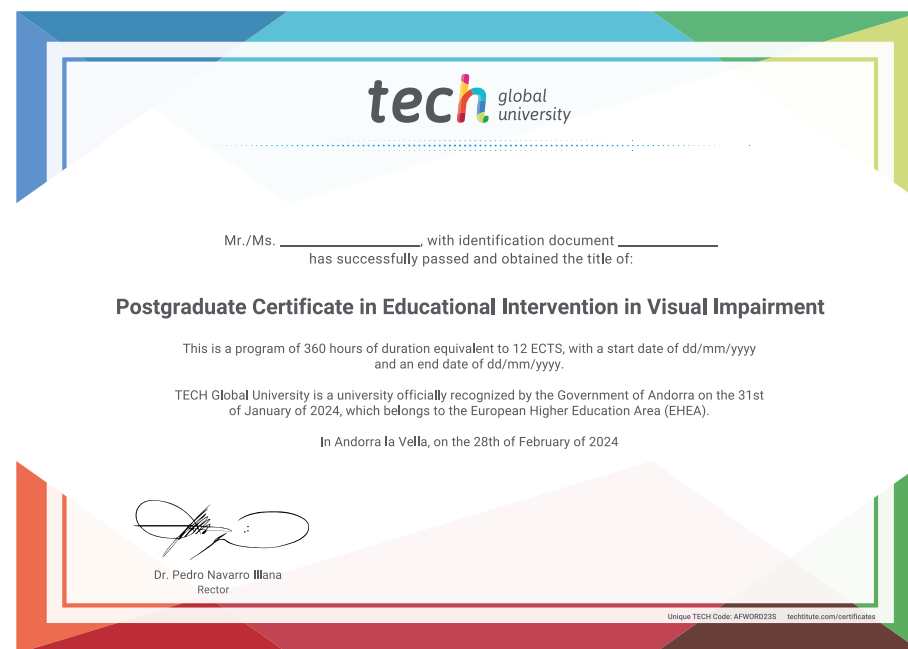 tech global university
Mr./Ms. ____________, with identification document ____________
has successfully passed and obtained the title of:
Postgraduate Certificate in Educational Intervention in Visual Impairment
This is a program of 360 hours of duration equivalent to 12 ECTS, with a start date of dd/mm/yyyy
and an end date of dd/mm/yyyy.
TECH Global University is a university officially recognized by the Government of Andorra on the 31st
of January of 2024, which belongs to the European Higher Education Area (EHEA).
In Andorra la Vella, on the 28th of February of 2024
Dr. Pedro Navarro Illana
Rector
Unique TECH Code: AFWORD23S techtitute.com/certificates